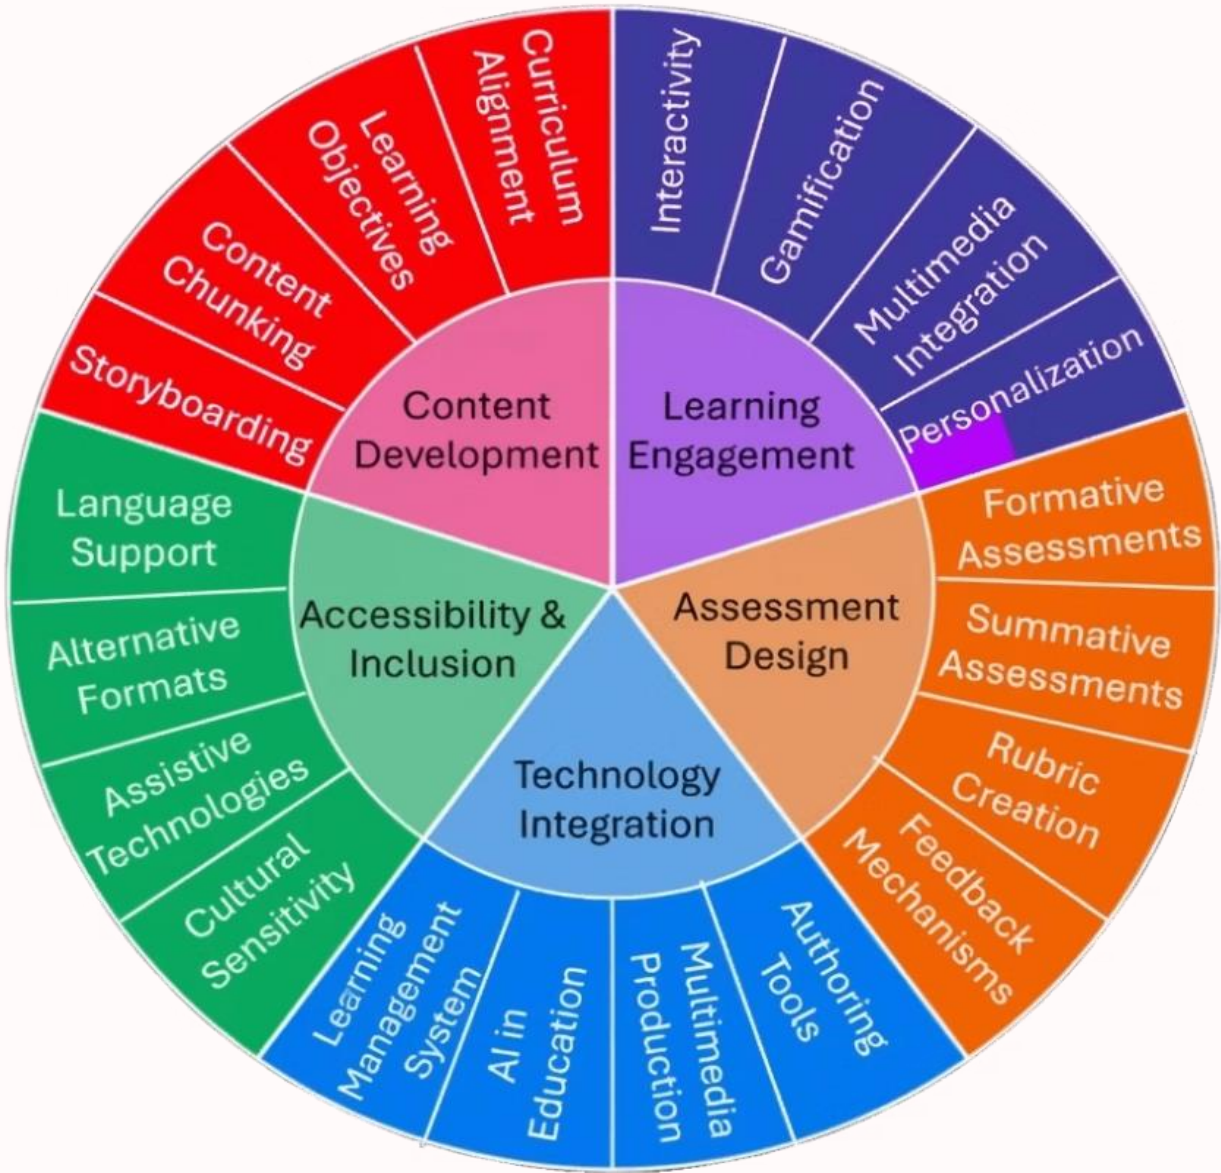 Content
Development
Curriculum
Alignment
Learning
Objectives
Content
Chunking
Storyboarding
Learning
Engagement
Interactivity
Gamification
Multimedia
Integration
Personalization
Assessment
Design
Formative
Assessments
Summative
Assessments
Rubric
Creation
Feedback
Mechanisms
Technology
Integration
Authoring
Tools
Multimedia
Production
AI in
Education
Learning
Management
System
Accessibility &
Inclusion
Cultural
Sensitivity
Assistive
Technologies
Alternative
Formats
Language
Support